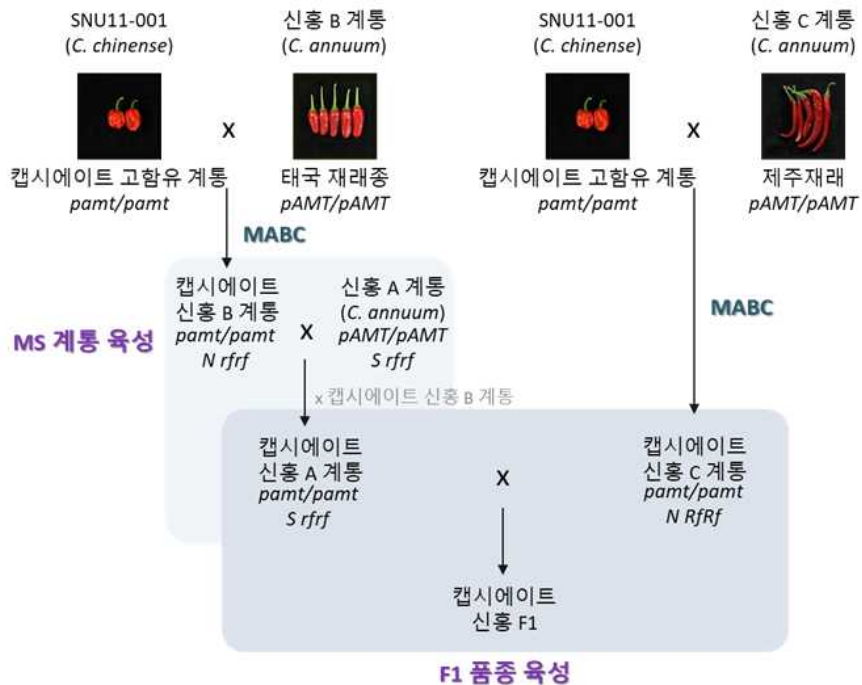 SNU11-001
(C. chinense)
신홍 B 계통
(C. annuum)
x
캡시에이트 고함유 계통
pamt/pamt
태국 재래종
pAMT/pAMT
SNU11-001
(C. chinense)
신홍 C 계통
(C. annuum)
x
캡시에이트 고함유 계통
pamt/pamt
제주재래
pAMT/pAMT
MABC
MABC
MS 계통 육성
캡시에이트
신홍 B 계통
pamt/pamt
N rfrf
x
신홍 A 계통
(C. annuum)
pAMT/pAMT
S rfrf
x 캡시에이트 신홍 B 계통
캡시에이트
신홍 A 계통
pamt/pamt
S rfrf
x
캡시에이트
신홍 C 계통
pamt/pamt
N RfRf
캡시에이트
신홍 F1
F1 품종 육성